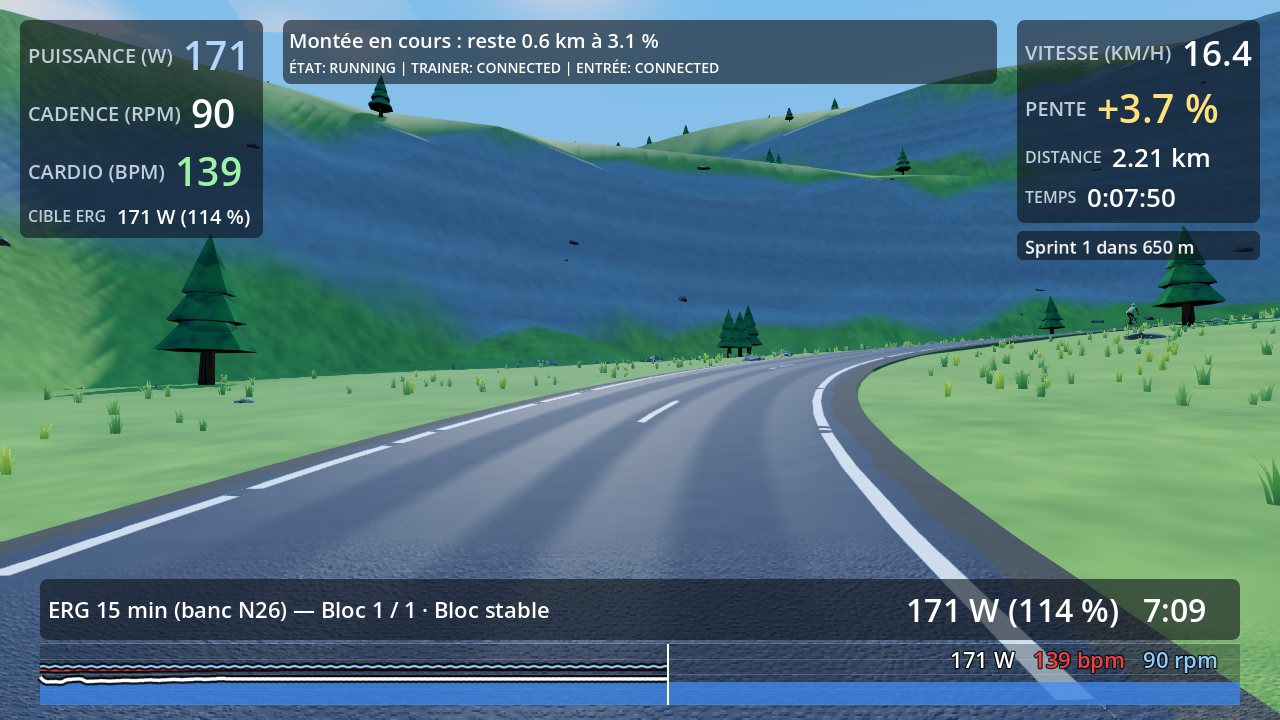 PUISSANCE (W) 171
CADENCE (RPM) 90
CARDIO (BPM) 139
CIBLE ERG 171 W (114 %)
Montée en cours : reste 0.6 km à 3.1 %
ÉTAT: RUNNING | TRAINER: CONNECTED | ENTRÉE: CONNECTED
VITESSE (KM/H) 16.4
PENTE +3.7 %
DISTANCE 2.21 km
TEMPS 0:07:50
Sprint 1 dans 650 m
ERG 15 min (banc N26) — Bloc 1 / 1 · Bloc stable 171 W (114 %) 7:09
171 W 139 bpm 90 rpm